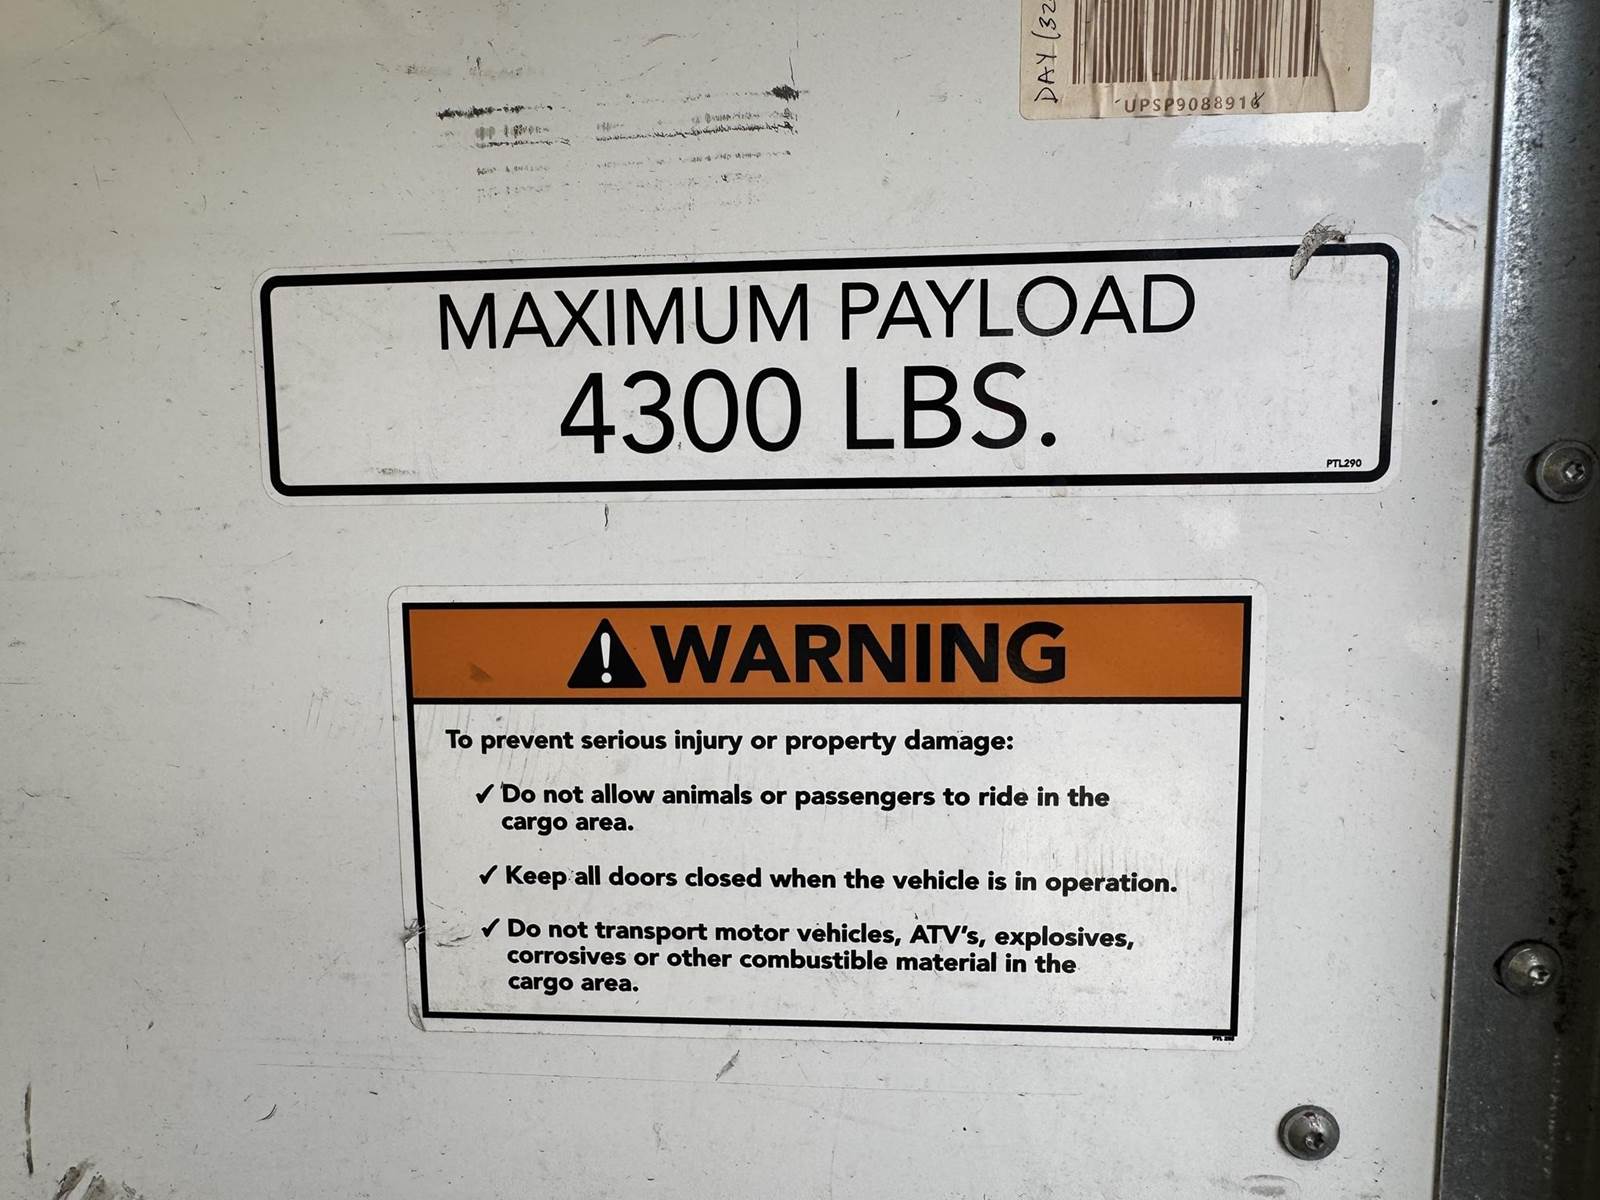 DAY (32
UPSP9088916
MAXIMUM PAYLOAD
4300 LBS.
PTL290
WARNING
To prevent serious injury or property damage:
✓ Do not allow animals or passengers to ride in the
cargo area.
✓ Keep all doors closed when the vehicle is in operation.
✓ Do not transport motor vehicles, ATV's, explosives,
corrosives or other combustible material in the
cargo area.